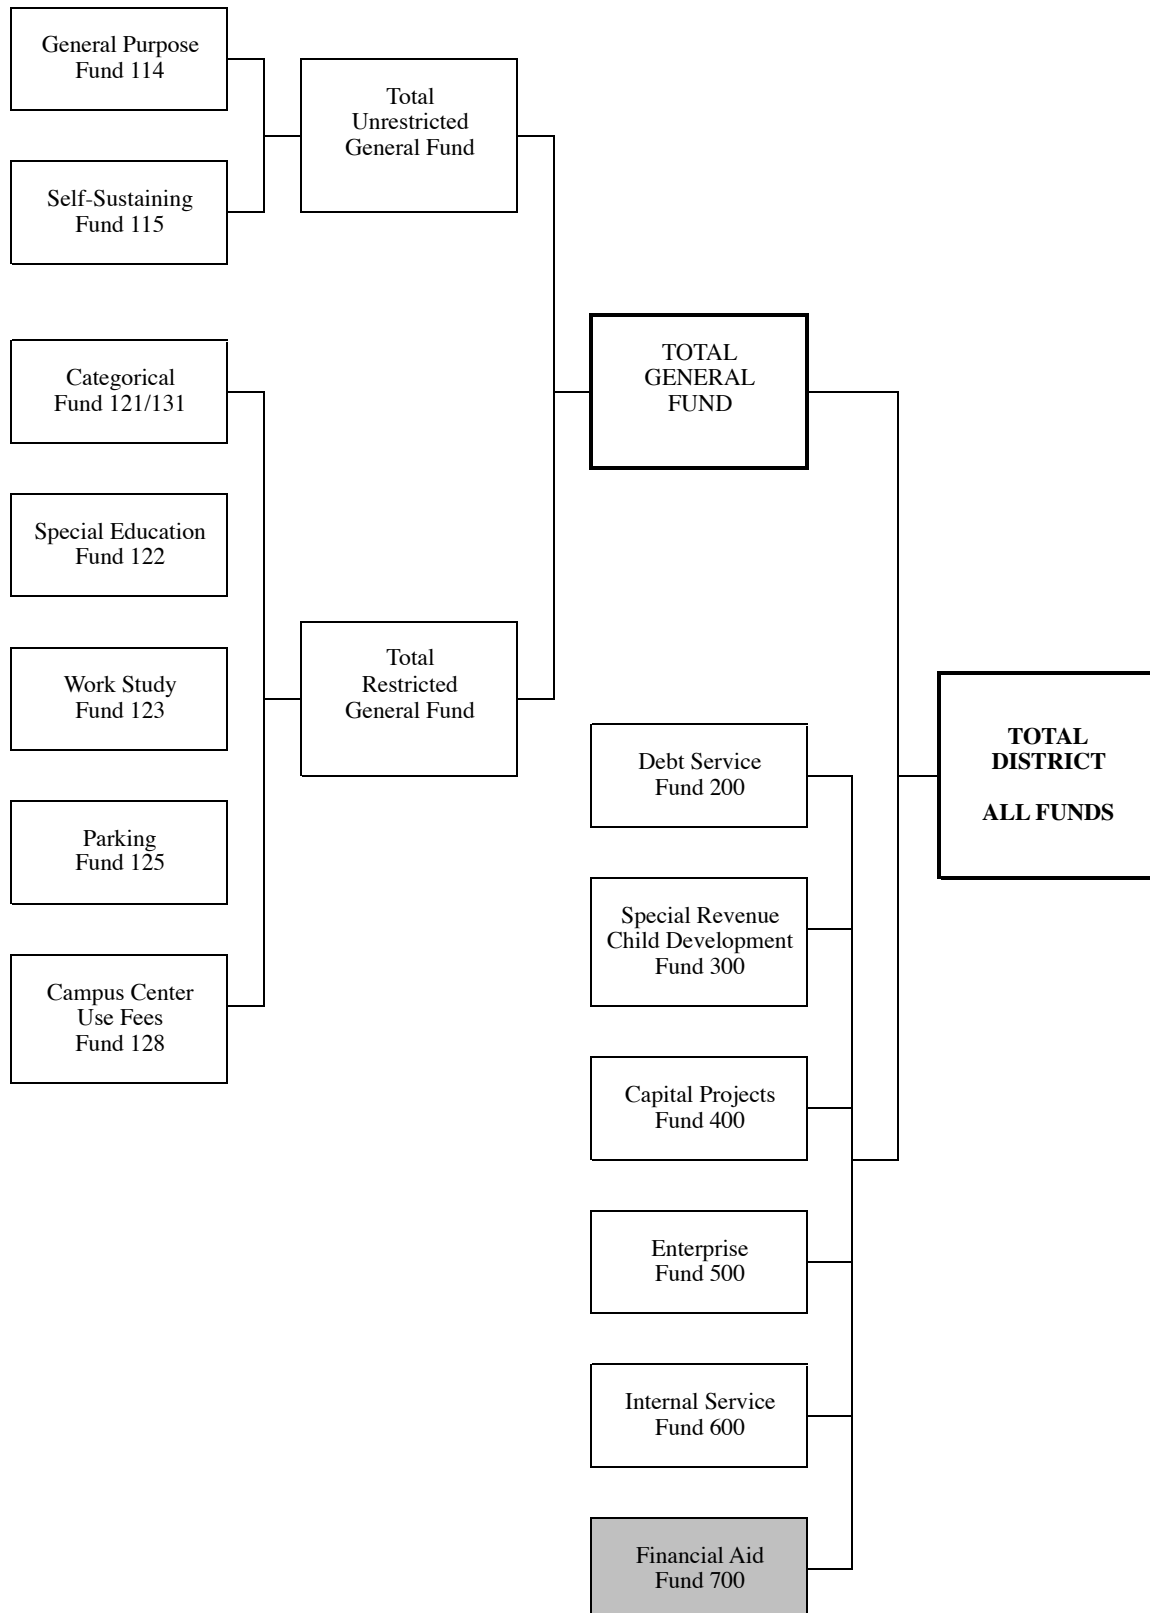 General Purpose
Fund 114
Self-Sustaining
Fund 115
Categorical
Fund 121/131
Special Education
Fund 122
Work Study
Fund 123
Parking
Fund 125
Campus Center
Use Fees
Fund 128
Total
Unrestricted
General Fund
Total
Restricted
General Fund
TOTAL
GENERAL
FUND
Debt Service
Fund 200
Special Revenue
Child Development
Fund 300
Capital Projects
Fund 400
Enterprise
Fund 500
Internal Service
Fund 600
Financial Aid
Fund 700
TOTAL
DISTRICT
ALL FUNDS